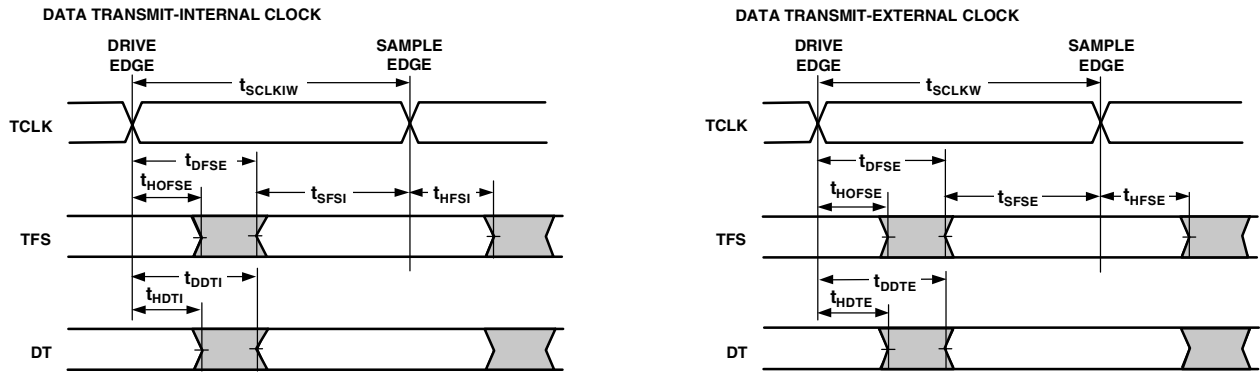 DATA TRANSMIT-INTERNAL CLOCK
DRIVE
EDGE
SAMPLE
EDGE
tSCLKIW
TCLK
tDFSE
tHOFSE
tSFSI
tHFSI
TFS
tDDTI
tHDTI
DT
DATA TRANSMIT-EXTERNAL CLOCK
DRIVE
EDGE
SAMPLE
EDGE
tSCLKW
TCLK
tDFSE
tHOFSE
tSFSE
tHFSE
TFS
tDDTE
tHDTE
DT